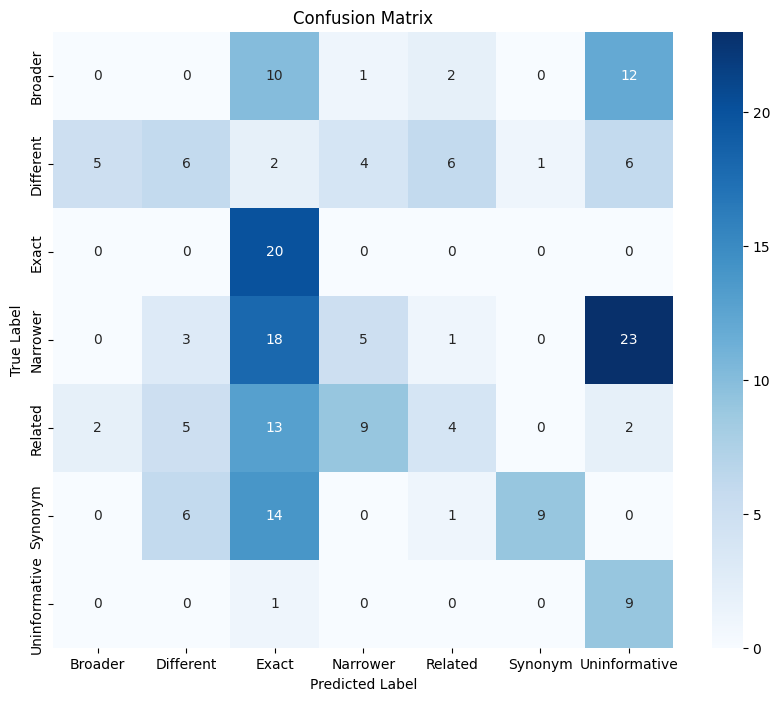 Confusion Matrix
Broader 0 0 10 1 2 0 12
Different 5 6 2 4 6 1 6
Exact 0 0 20 0 0 0 0
Narrower 0 3 18 5 1 0 23
Related 2 5 13 9 4 0 2
Synonym 0 6 14 0 1 9 0
Uninformative 0 0 1 0 0 0 9
Broader Different Exact Narrower Related Synonym Uninformative
Predicted Label
True Label
20
15
10
5
0